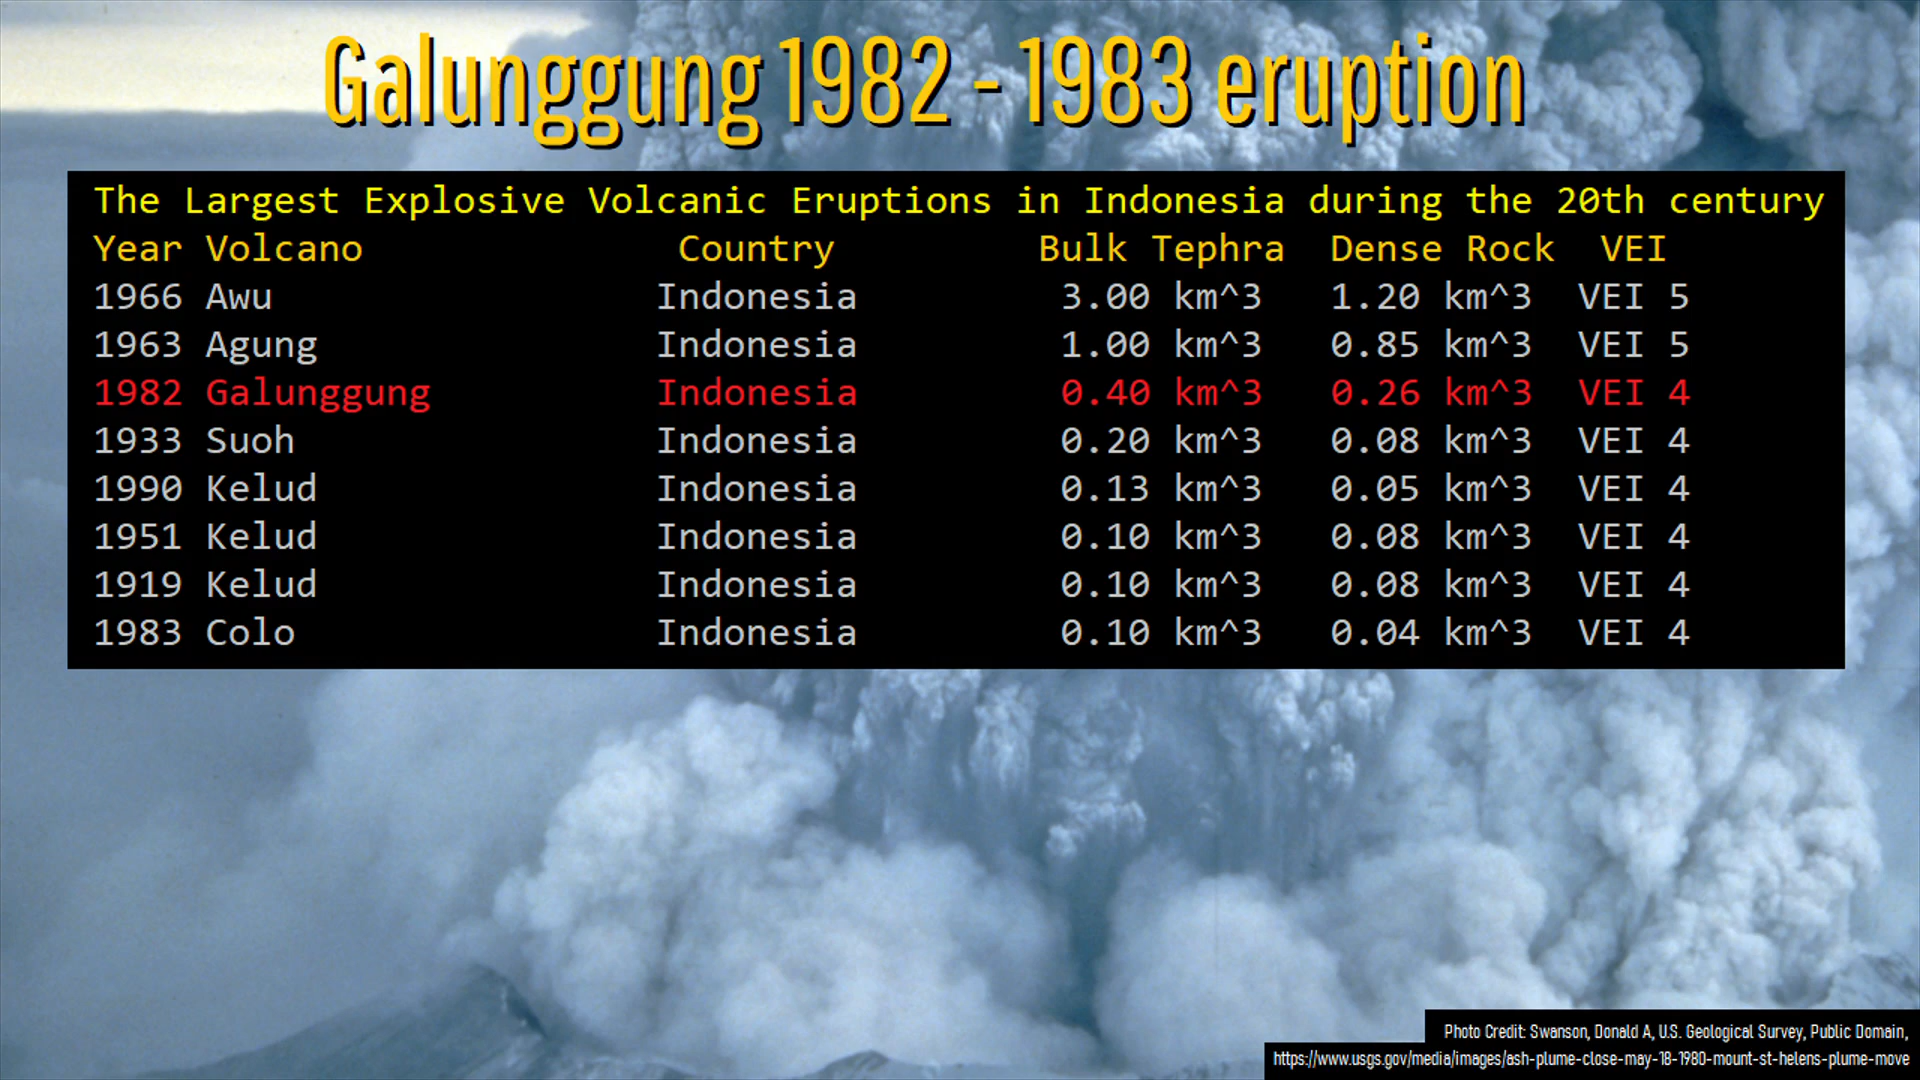 Galunggung 1982 - 1983 eruption
The Largest Explosive Volcanic Eruptions in Indonesia during the 20th century
Year Volcano Country Bulk Tephra Dense Rock VEI
1966 Awu Indonesia 3.00 km^3 1.20 km^3 VEI 5
1963 Agung Indonesia 1.00 km^3 0.85 km^3 VEI 5
1982 Galunggung Indonesia 0.40 km^3 0.26 km^3 VEI 4
1933 Suoh Indonesia 0.20 km^3 0.08 km^3 VEI 4
1990 Kelud Indonesia 0.13 km^3 0.05 km^3 VEI 4
1951 Kelud Indonesia 0.10 km^3 0.08 km^3 VEI 4
1919 Kelud Indonesia 0.10 km^3 0.08 km^3 VEI 4
1983 Colo Indonesia 0.10 km^3 0.04 km^3 VEI 4
Photo Credit: Swanson, Donald A, U.S. Geological Survey, Public Domain,
https://www.usgs.gov/media/images/ash-plume-close-may-18-1980-mount-st-helens-plume-move